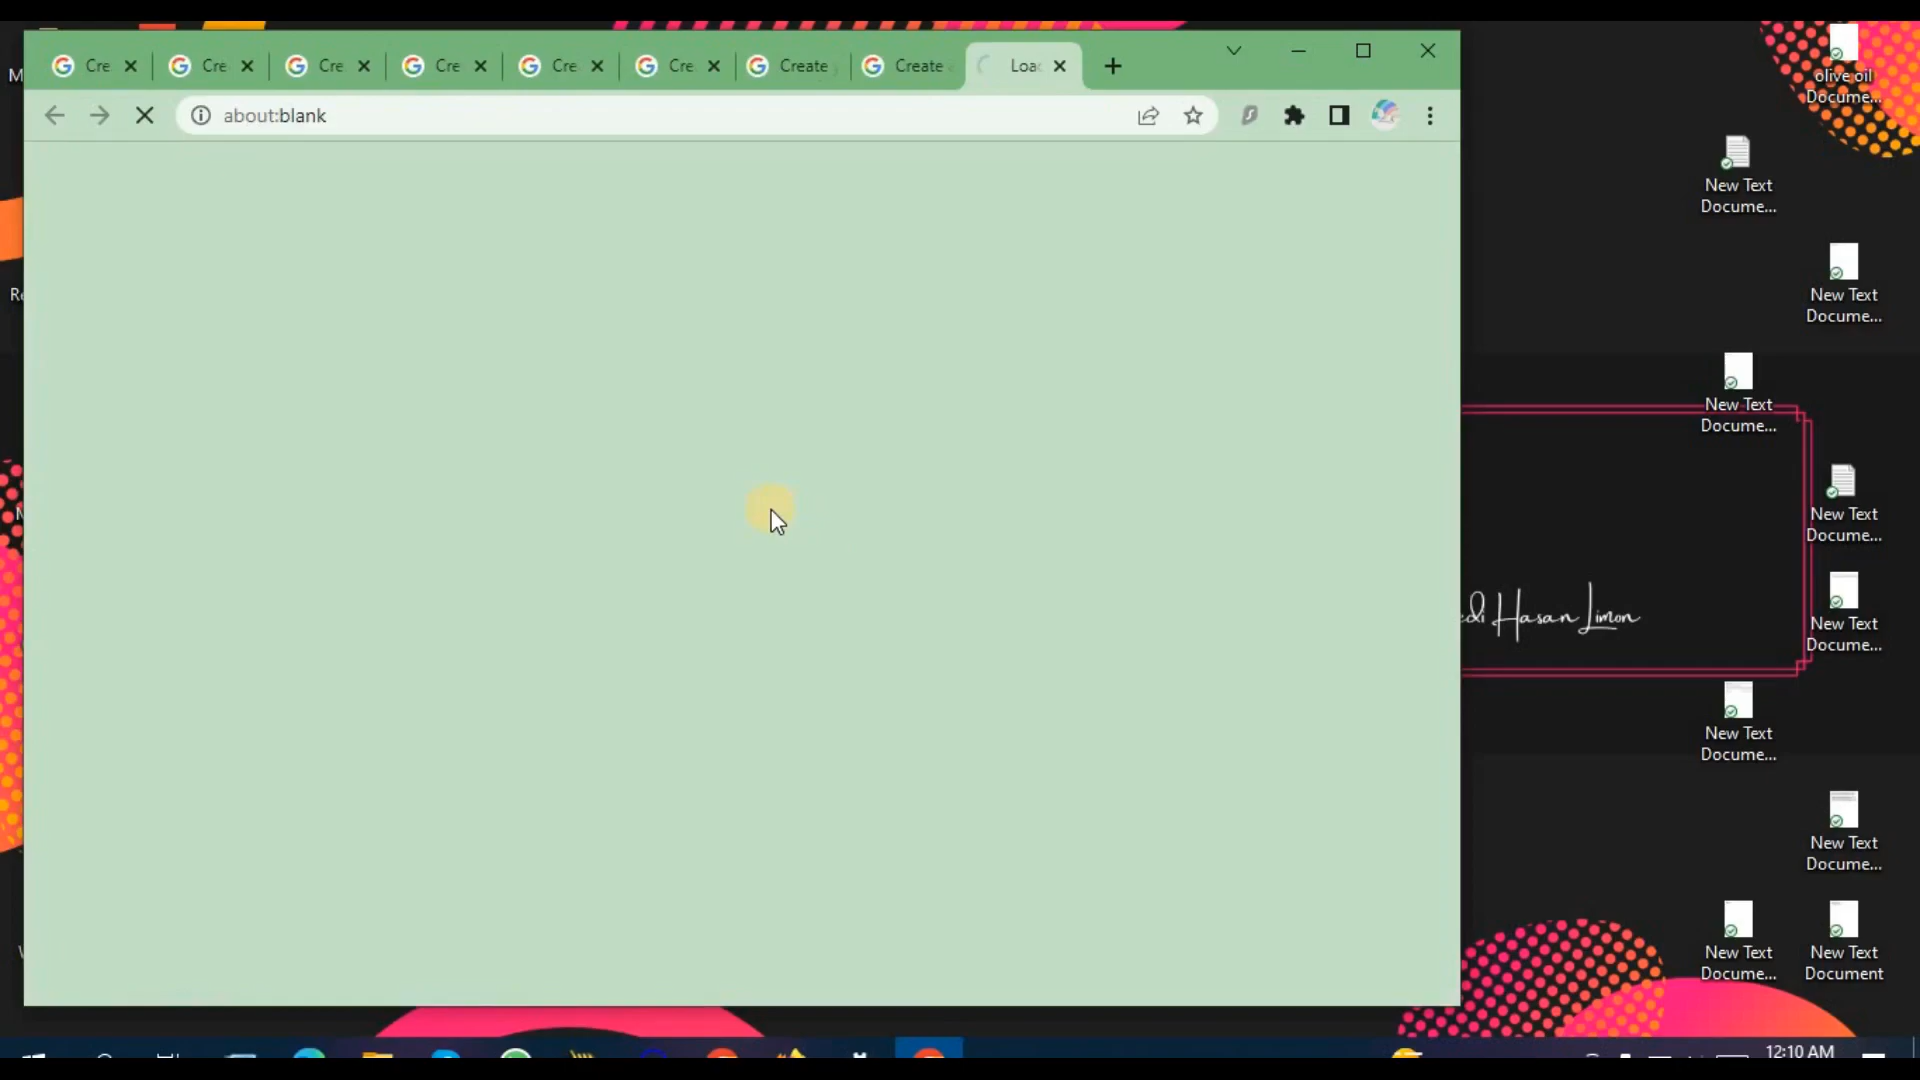 Cre
Cre
Cre
Cre
Cre
Cre
Create
Create
Loa
about:blank
olive oil
Docume...
New Text
Docume...
New Text
Docume...
New Text
Docume...
New Text
Docume...
edi Hasan Limon
New Text
Docume...
New Text
Docume...
New Text
Docume...
New Text
Docume...
New Text
Document
12:10 AM